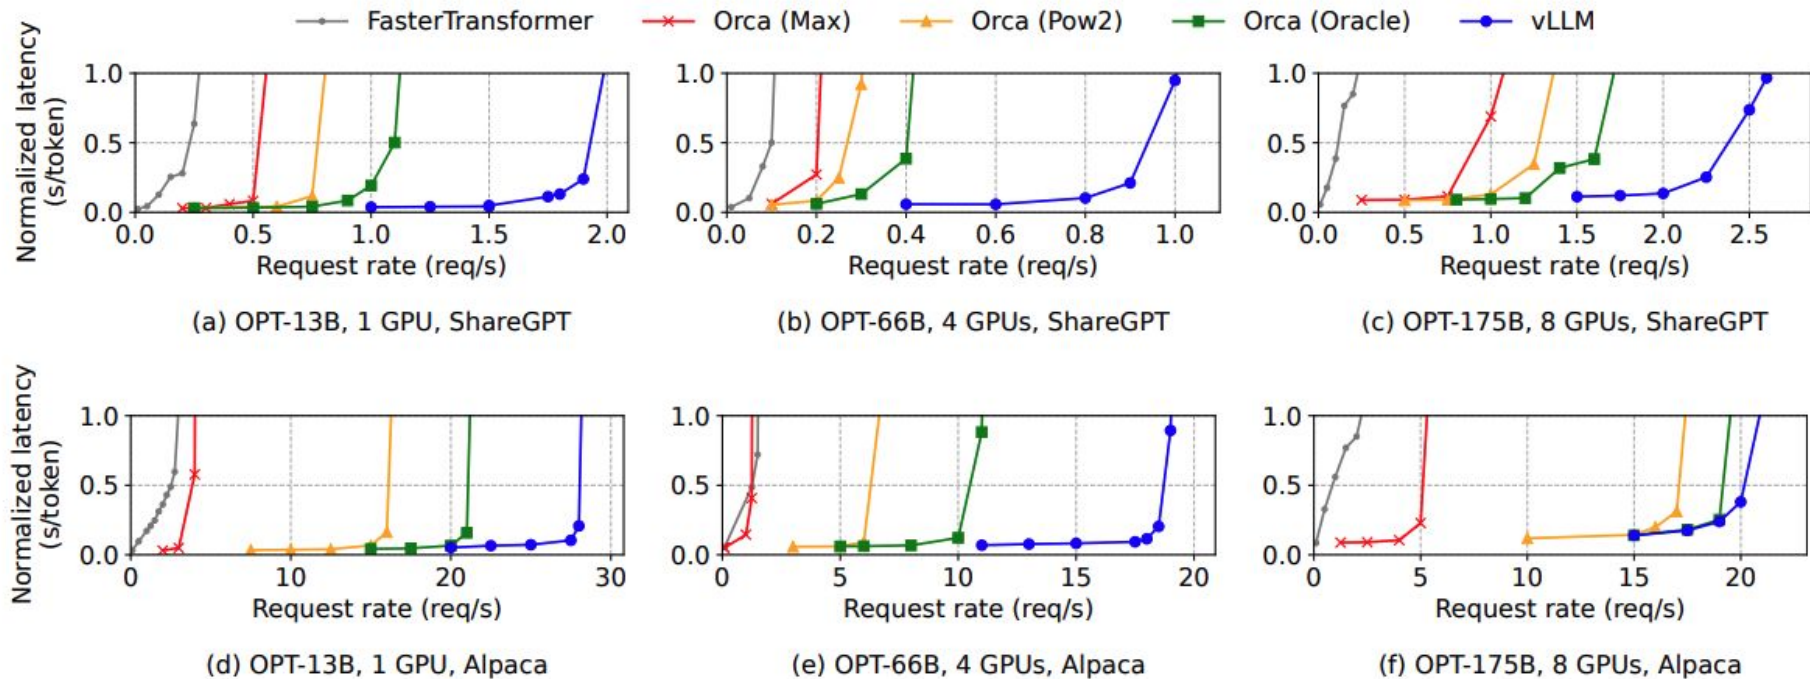 FasterTransformer Orca (Max) Orca (Pow2) Orca (Oracle) vLLM
Normalized latency
(s/token)
1.0
0.5
0.0
0.0 0.5 1.0 1.5 2.0
Request rate (req/s)
(a) OPT-13B, 1 GPU, ShareGPT
1.0
0.5
0.0
0.0 0.2 0.4 0.6 0.8 1.0
Request rate (req/s)
(b) OPT-66B, 4 GPUs, ShareGPT
1.0
0.5
0.0
0.0 0.5 1.0 1.5 2.0 2.5
Request rate (req/s)
(c) OPT-175B, 8 GPUs, ShareGPT
Normalized latency
(s/token)
1.0
0.5
0.0
0 10 20 30
Request rate (req/s)
(d) OPT-13B, 1 GPU, Alpaca
1.0
0.5
0.0
0 5 10 15 20
Request rate (req/s)
(e) OPT-66B, 4 GPUs, Alpaca
1.0
0.5
0.0
0 5 10 15 20
Request rate (req/s)
(f) OPT-175B, 8 GPUs, Alpaca